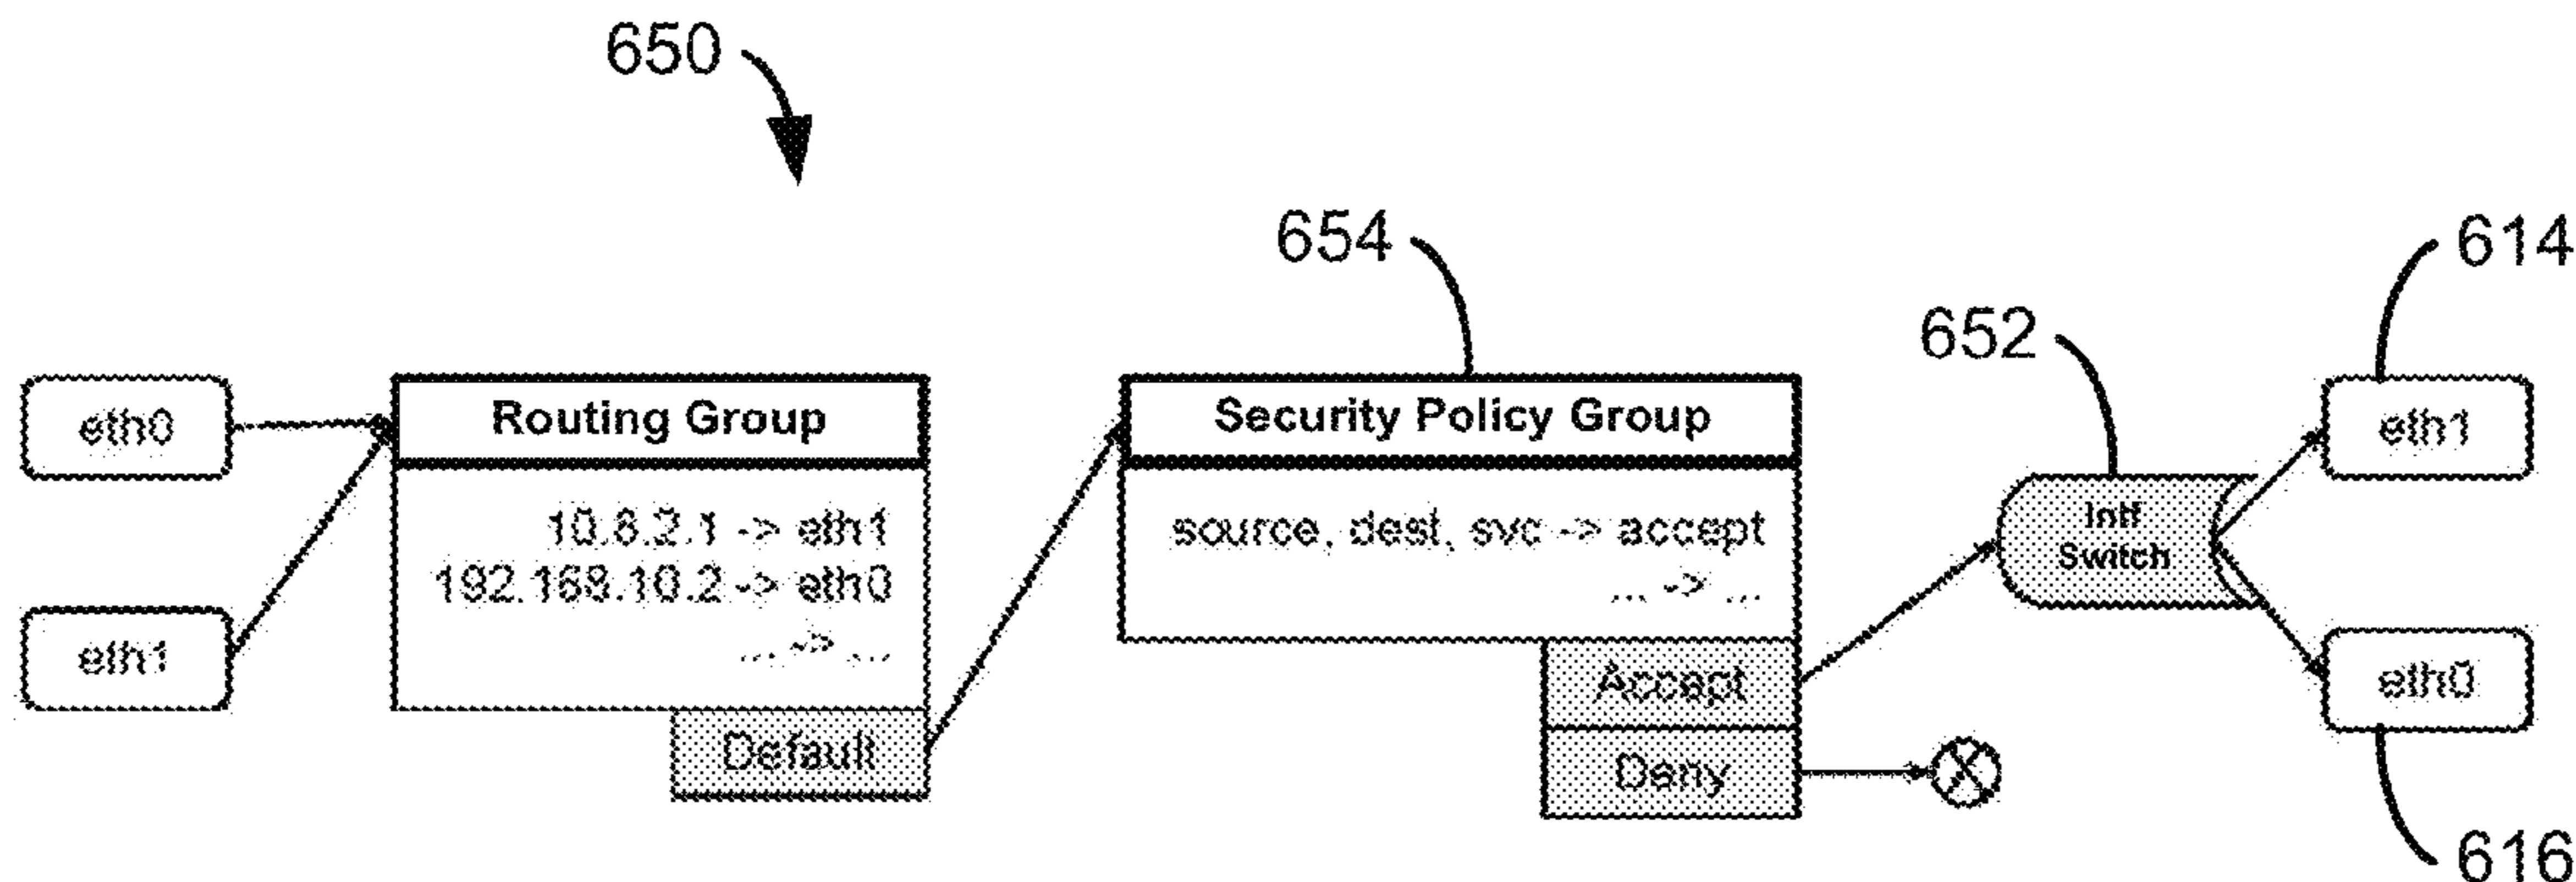 650
654
614
652
eth0
Routing Group
Security Policy Group
eth1
10.6.2.1 -> eth1
source, dest, svc -> accept
Intf
Switch
192.168.10.2 -> eth0
... -> ...
eth1
... -> ...
Accept
eth0
Default
Deny
616